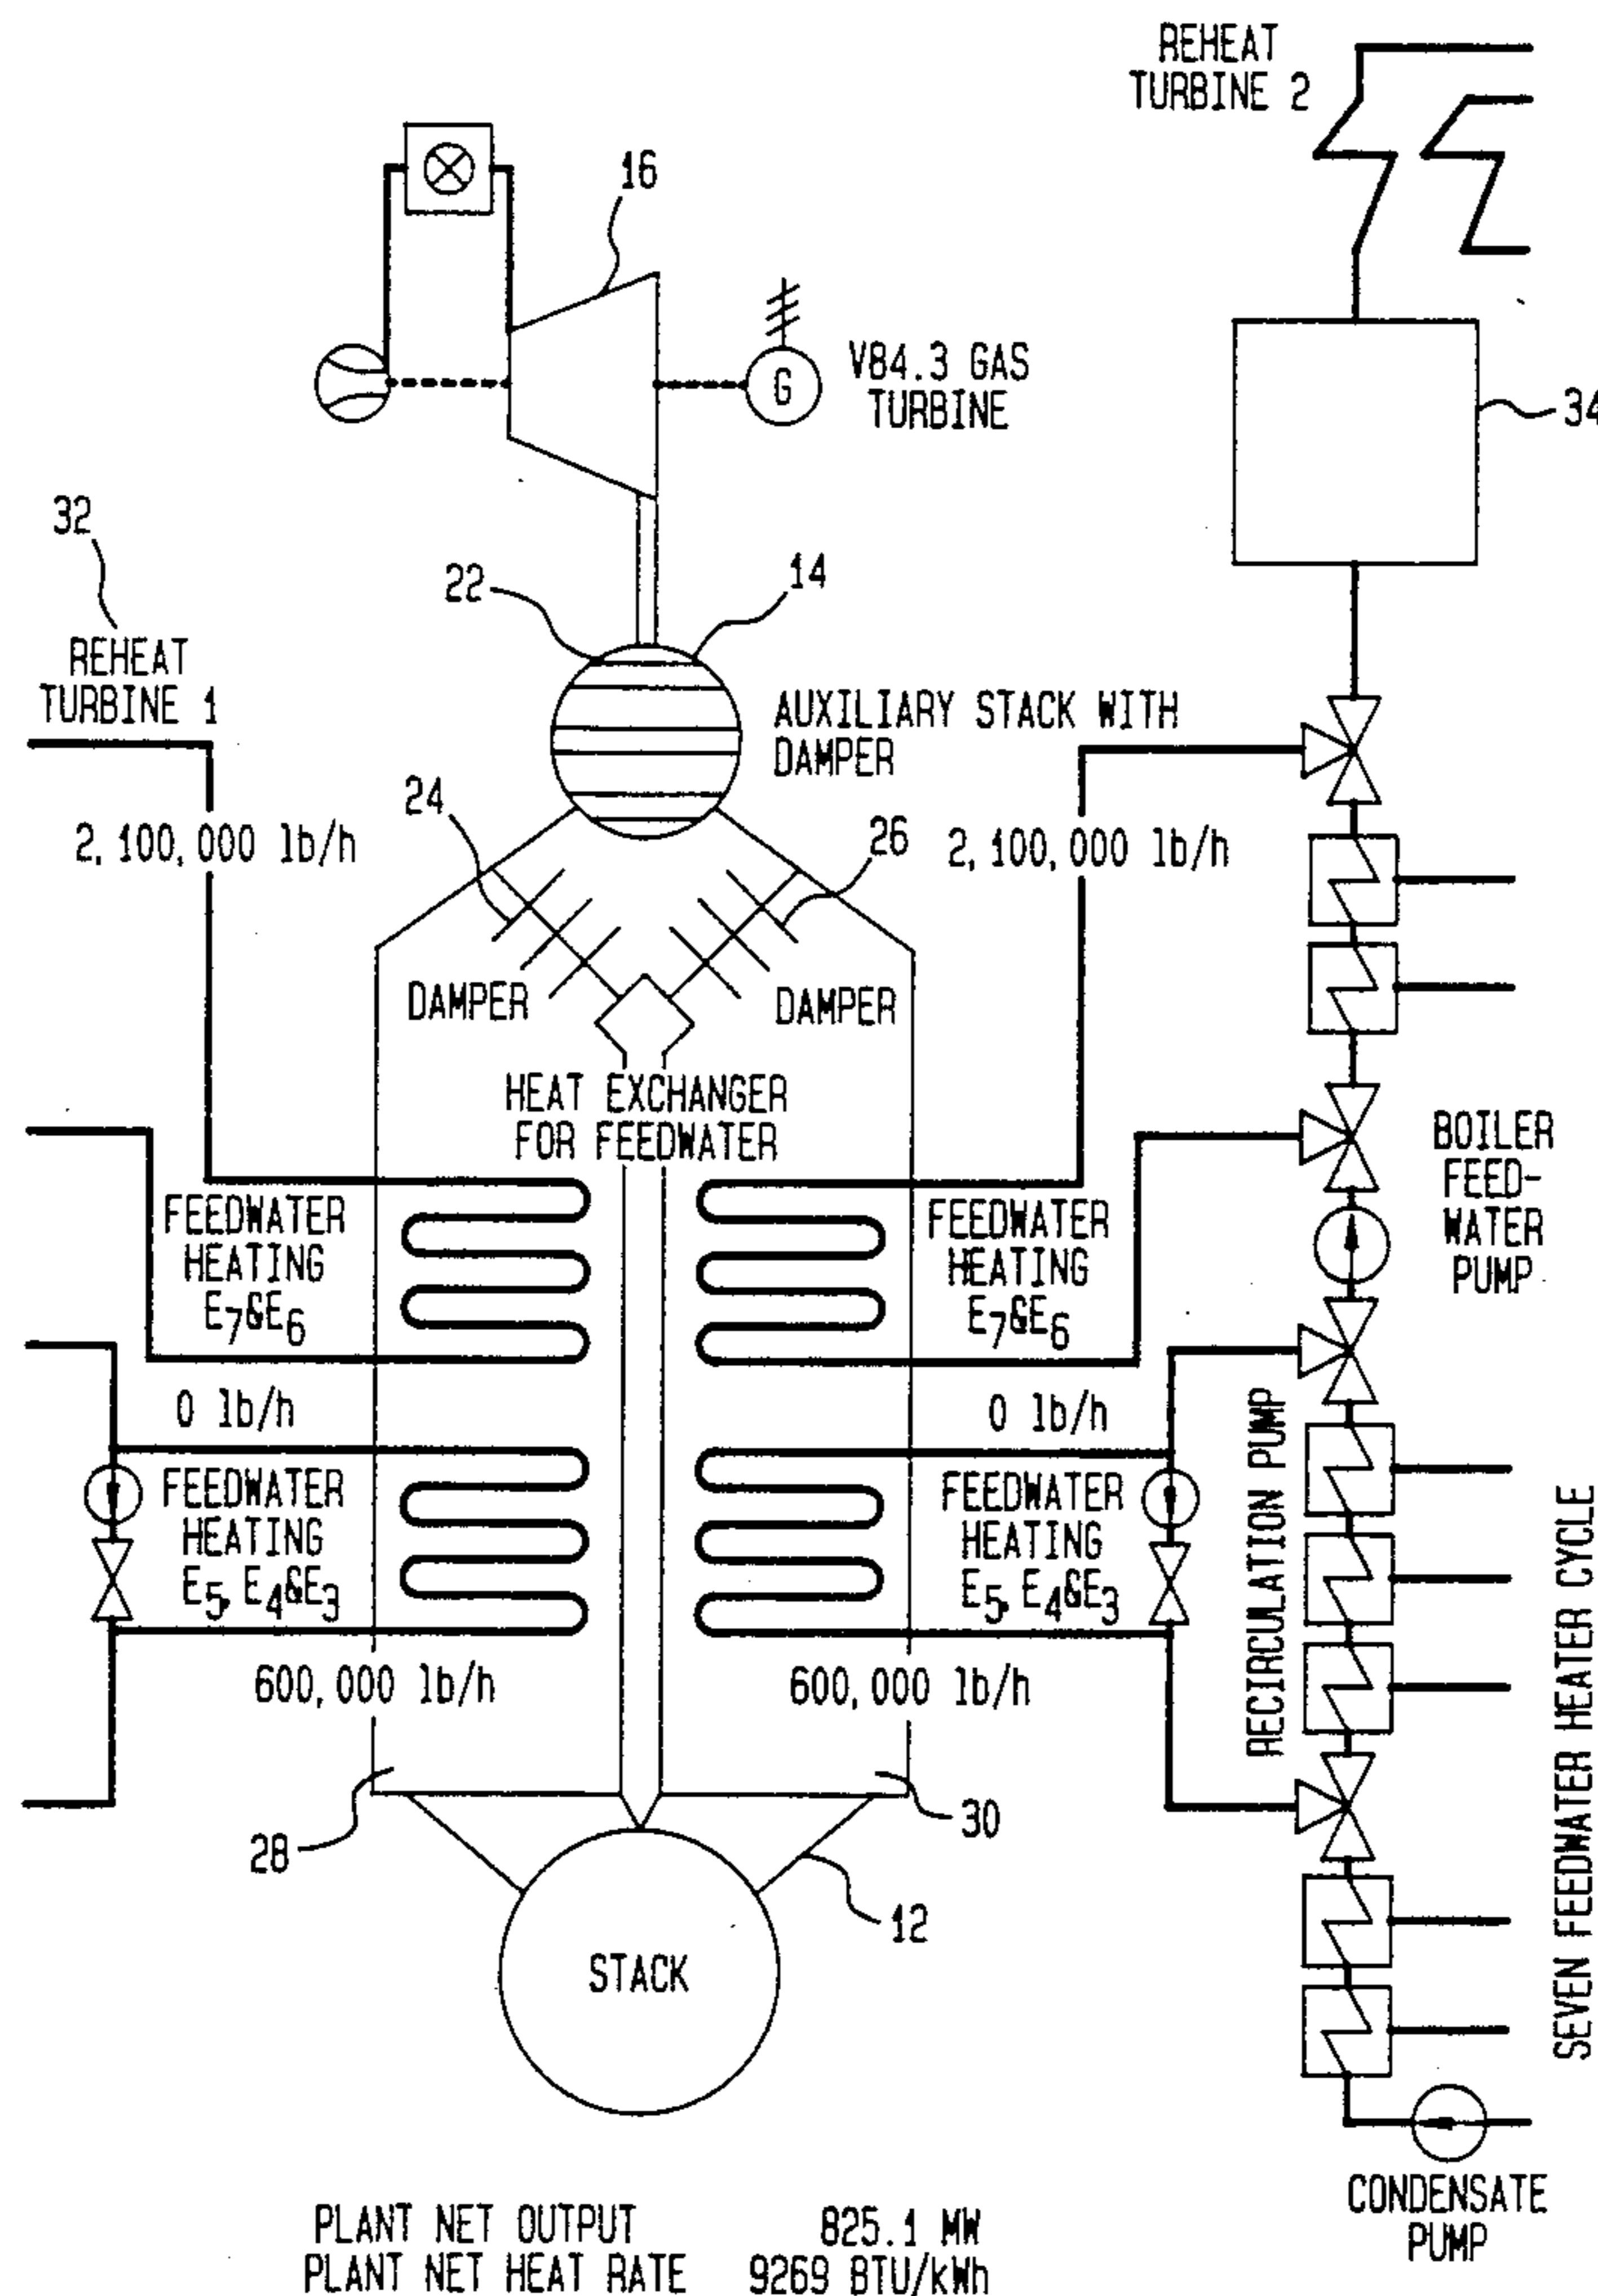 REHEAT
TURBINE 2
16
G
V84.3 GAS
TURBINE
34
32
REHEAT
TURBINE 1
22
14
AUXILIARY STACK WITH
DAMPER
24
26
2,100,000 lb/h
2,100,000 lb/h
DAMPER
DAMPER
HEAT EXCHANGER
FOR FEEDWATER
FEEDWATER
HEATING
E7&E6
FEEDWATER
HEATING
E7&E6
BOILER
FEED-
WATER
PUMP
0 lb/h
0 lb/h
FEEDWATER
HEATING
E5, E4&E3
FEEDWATER
HEATING
E5, E4&E3
RECIRCULATION PUMP
SEVEN FEEDWATER HEATER CYCLE
600,000 lb/h
600,000 lb/h
28
30
12
STACK
CONDENSATE
PUMP
PLANT NET OUTPUT 825.1 MW
PLANT NET HEAT RATE 9269 BTU/kWh